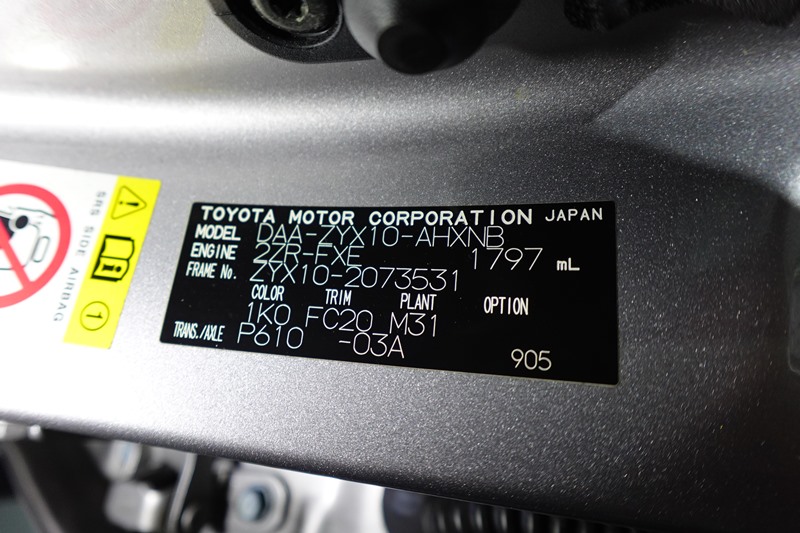 TOYOTA MOTOR CORPORATION JAPAN
MODEL DAA-ZYX10-AHXNB
ENGINE 2ZR-FXE 1797 mL
FRAME No. ZYX10-2073531
COLOR TRIM PLANT OPTION
1K0 FC20 M31
TRANS./AXLE P610 -03A
905
SRS SIDE AIRBAG
1